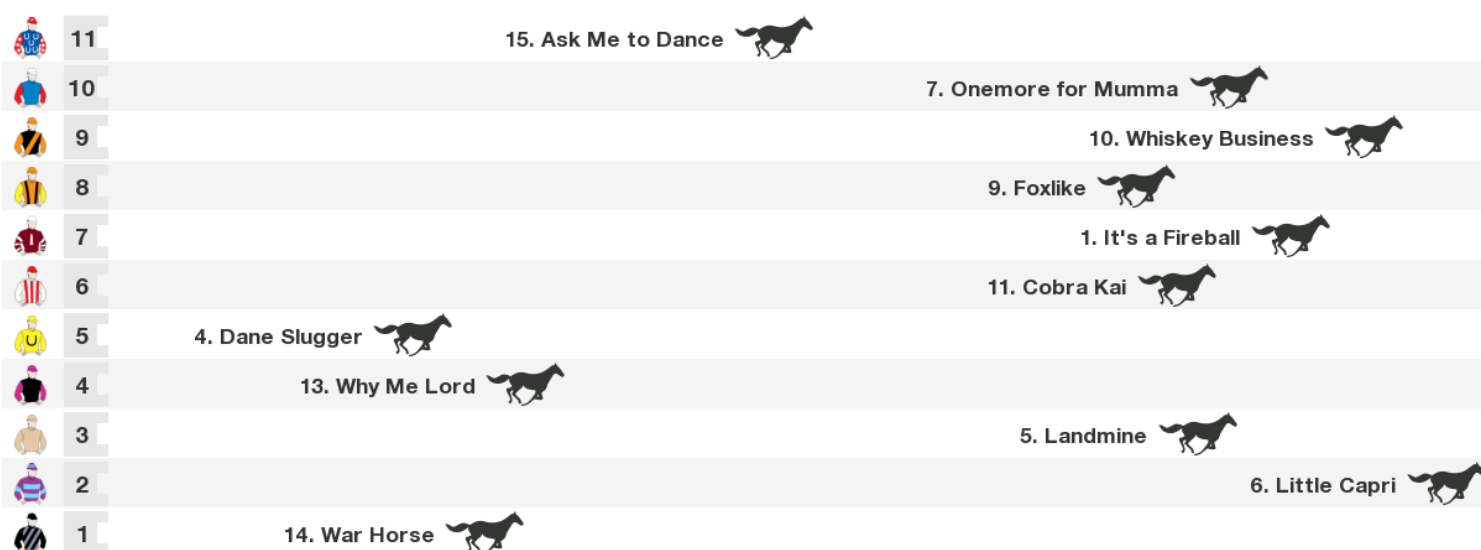 11 15. Ask Me to Dance
10 7. Onemore for Mumma
9 10. Whiskey Business
8 9. Foxlike
7 1. It's a Fireball
6 11. Cobra Kai
5 4. Dane Slugger
4 13. Why Me Lord
3 5. Landmine
2 6. Little Capri
1 14. War Horse